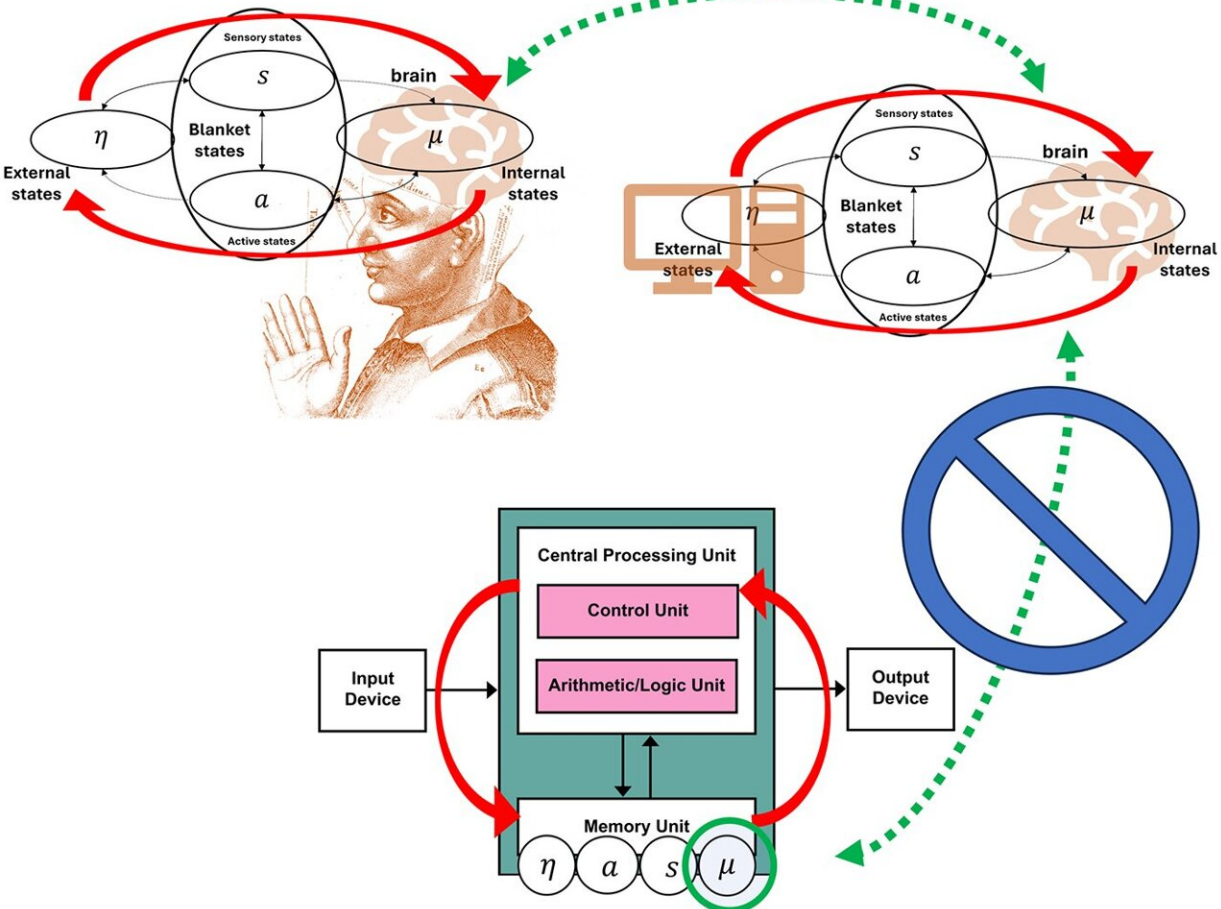 Sensory states
s
brain
η
Blanket
states
μ
External
states
Internal
states
a
Active states
Ee
Sensory states
s
brain
η
Blanket
states
μ
External
states
Internal
states
a
Active states
Central Processing Unit
Control Unit
Input
Device
Arithmetic/Logic Unit
Output
Device
Memory Unit
η a s μ